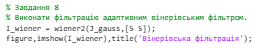 % Завдання 8
% Виконати фільтрацію адаптивним вінерівським фільтром.
I_wiener = wiener2(J_gauss,[5 5]);
figure,imshow(I_wiener),title('Вінерівська фільтрація');